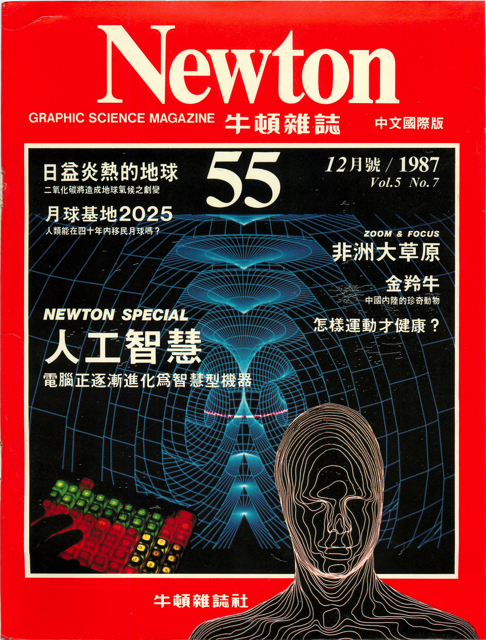 Newton
GRAPHIC SCIENCE MAGAZINE 牛頓雜誌 中文國際版
日益炎熱的地球
二氧化碳將造成地球氣候之劇變
月球基地2025
人類能在四十年內移民月球嗎?
55
12月號 / 1987
Vol.5 No.7
ZOOM & FOCUS
非洲大草原
金羚牛
中國內陸的珍奇動物
怎樣運動才健康?
NEWTON SPECIAL
人工智慧
電腦正逐漸進化爲智慧型機器
牛頓雜誌社